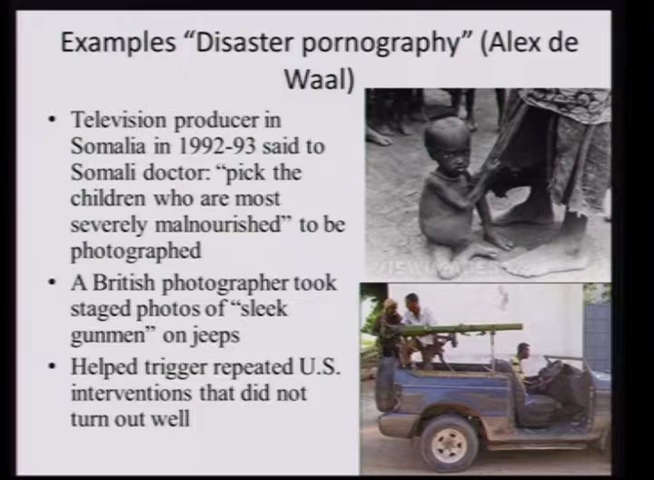 Examples “Disaster pornography” (Alex de
Waal)
• Television producer in
Somalia in 1992-93 said to
Somali doctor: “pick the
children who are most
severely malnourished” to be
photographed
• A British photographer took
staged photos of “sleek
gunmen” on jeeps
• Helped trigger repeated U.S.
interventions that did not
turn out well